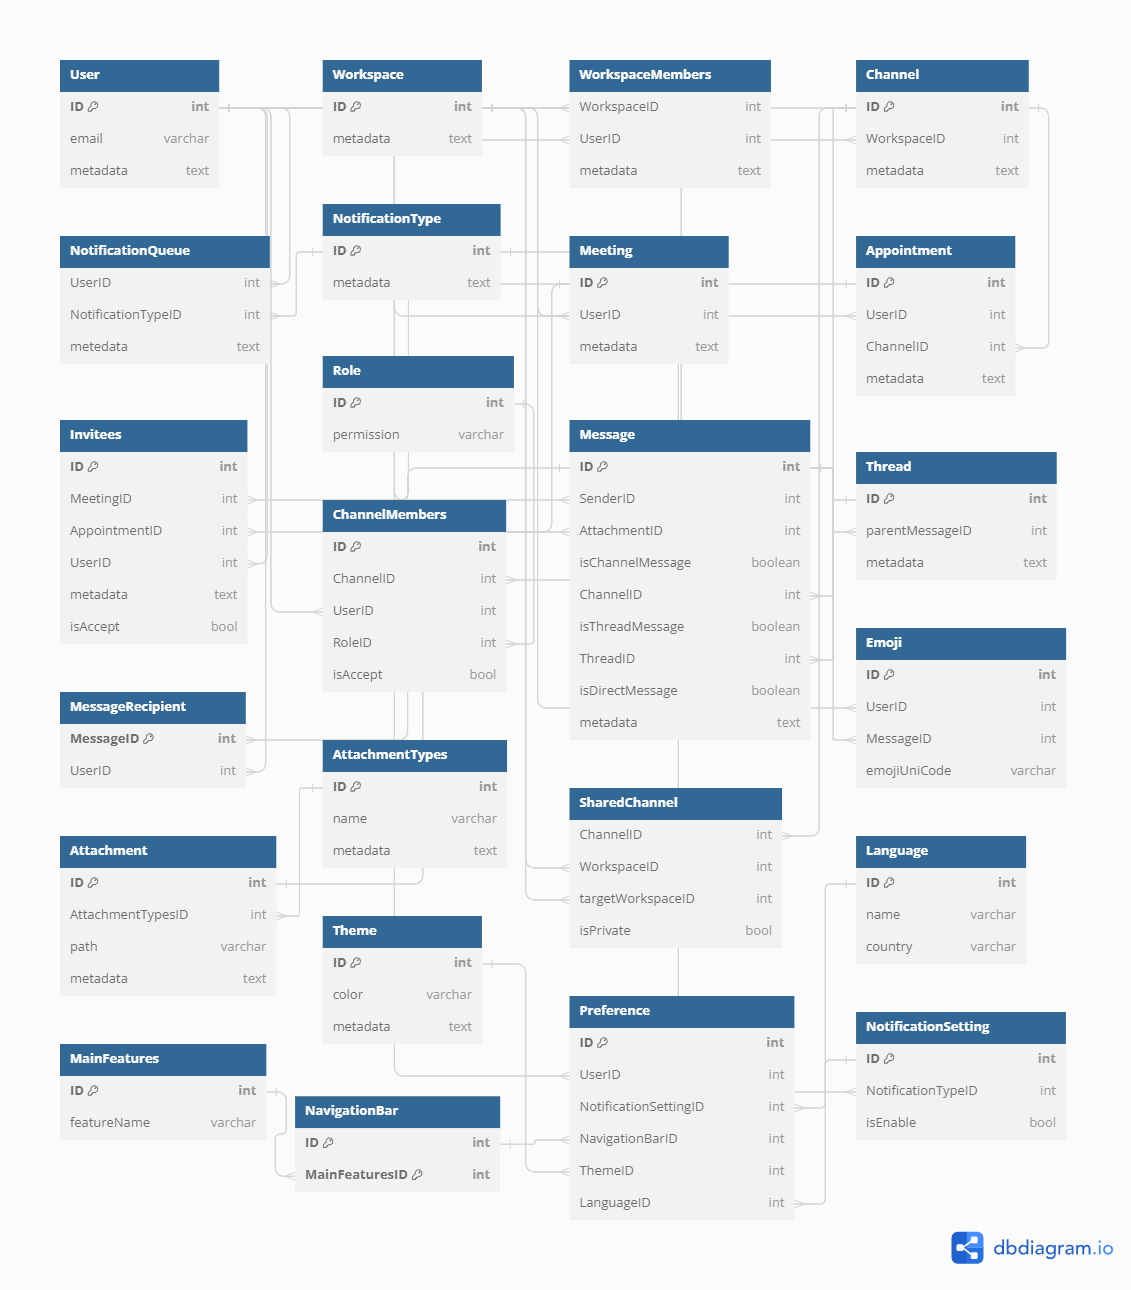 User
ID int
email varchar
metadata text
Workspace
ID int
metadata text
WorkspaceMembers
WorkspaceID int
UserID int
metadata text
Channel
ID int
WorkspaceID int
metadata text
NotificationQueue
UserID int
NotificationTypeID int
metedata text
NotificationType
ID int
metadata text
Meeting
ID int
UserID int
metadata text
Appointment
ID int
UserID int
ChannelID int
metadata text
Role
ID int
permission varchar
Invitees
ID int
MeetingID int
AppointmentID int
UserID int
metadata text
isAccept bool
ChannelMembers
ID int
ChannelID int
UserID int
RoleID int
isAccept bool
Message
ID int
SenderID int
AttachmentID int
isChannelMessage boolean
ChannelID int
isThreadMessage boolean
ThreadID int
isDirectMessage boolean
metadata text
Thread
ID int
parentMessageID int
metadata text
Emoji
ID int
UserID int
MessageID int
emojiUniCode varchar
MessageRecipient
MessageID int
UserID int
AttachmentTypes
ID int
name varchar
metadata text
SharedChannel
ChannelID int
WorkspaceID int
targetWorkspaceID int
isPrivate bool
Language
ID int
name varchar
country varchar
Attachment
ID int
AttachmentTypesID int
path varchar
metadata text
Theme
ID int
color varchar
metadata text
Preference
ID int
UserID int
NotificationSettingID int
NavigationBarID int
ThemeID int
LanguageID int
NotificationSetting
ID int
NotificationTypeID int
isEnable bool
MainFeatures
ID int
featureName varchar
NavigationBar
ID int
MainFeaturesID int
dbdiagram.io